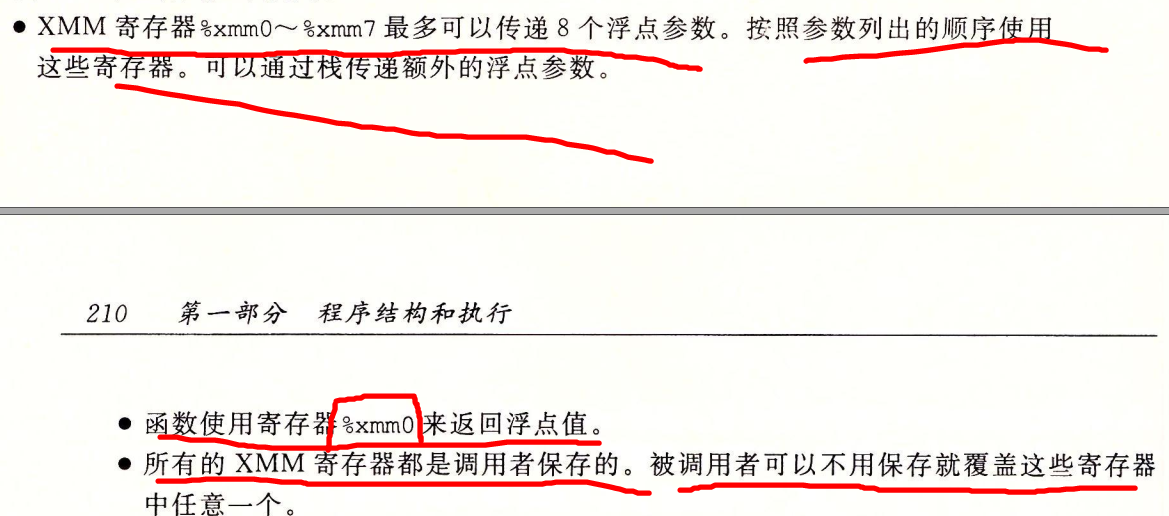 ● XMM 寄存器%xmm0～%xmm7 最多可以传递 8 个浮点参数。按照参数列出的顺序使用
这些寄存器。可以通过栈传递额外的浮点参数。
210 第一部分 程序结构和执行
● 函数使用寄存器%xmm0来返回浮点值。
● 所有的 XMM 寄存器都是调用者保存的。被调用者可以不用保存就覆盖这些寄存器
中任意一个。